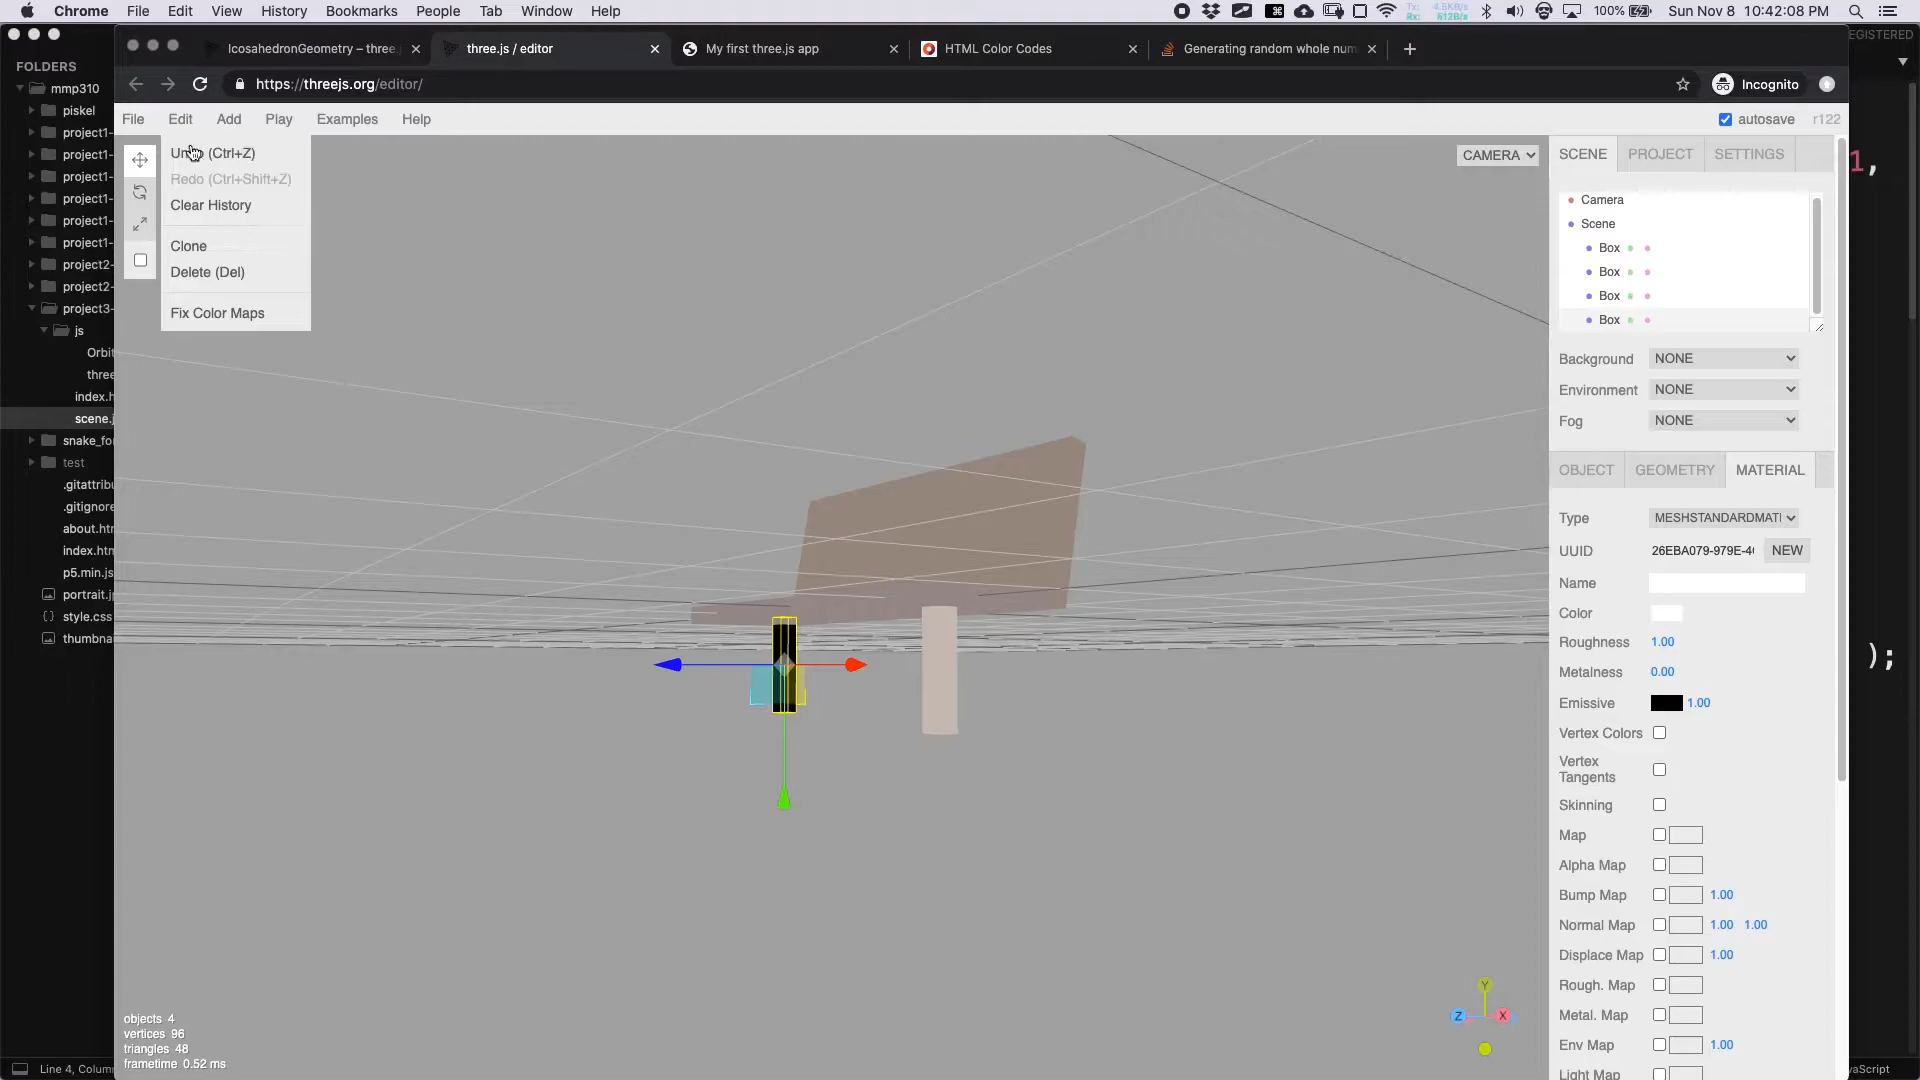 Chrome File Edit View History Bookmarks People Tab Window Help
100% Sun Nov 8 10:42:08 PM
IcosahedronGeometry – three. three.js / editor My first three.js app HTML Color Codes Generating random whole num
EGISTERED
https://threejs.org/editor/ Incognito
FOLDERS
mmp310
piskel
project1-
project1-
project1-
project1-
project1-
project1-
project2-
project2-
project3-
js
Orbit
three
index.h
scene.j
snake_for
test
.gitattribu
.gitignore
about.htm
index.htm
p5.min.js
portrait.jp
style.css
thumbna
Line 4, Column
File Edit Add Play Examples Help
autosave r122
Undo (Ctrl+Z)
Redo (Ctrl+Shift+Z)
Clear History
Clone
Delete (Del)
Fix Color Maps
CAMERA
objects 4
vertices 96
triangles 48
frametime 0.52 ms
Y
Z X
SCENE PROJECT SETTINGS
Camera
Scene
Box
Box
Box
Box
Background NONE
Environment NONE
Fog NONE
OBJECT GEOMETRY MATERIAL
Type MESHSTANDARDMATI
UUID 26EBA079-979E-4 NEW
Name
Color
Roughness 1.00
Metalness 0.00
Emissive 1.00
Vertex Colors
Vertex
Tangents
Skinning
Map
Alpha Map
Bump Map 1.00
Normal Map 1.00 1.00
Displace Map 1.00
Rough. Map
Metal. Map
Env Map 1.00
Light Map
1,
);
vaScript